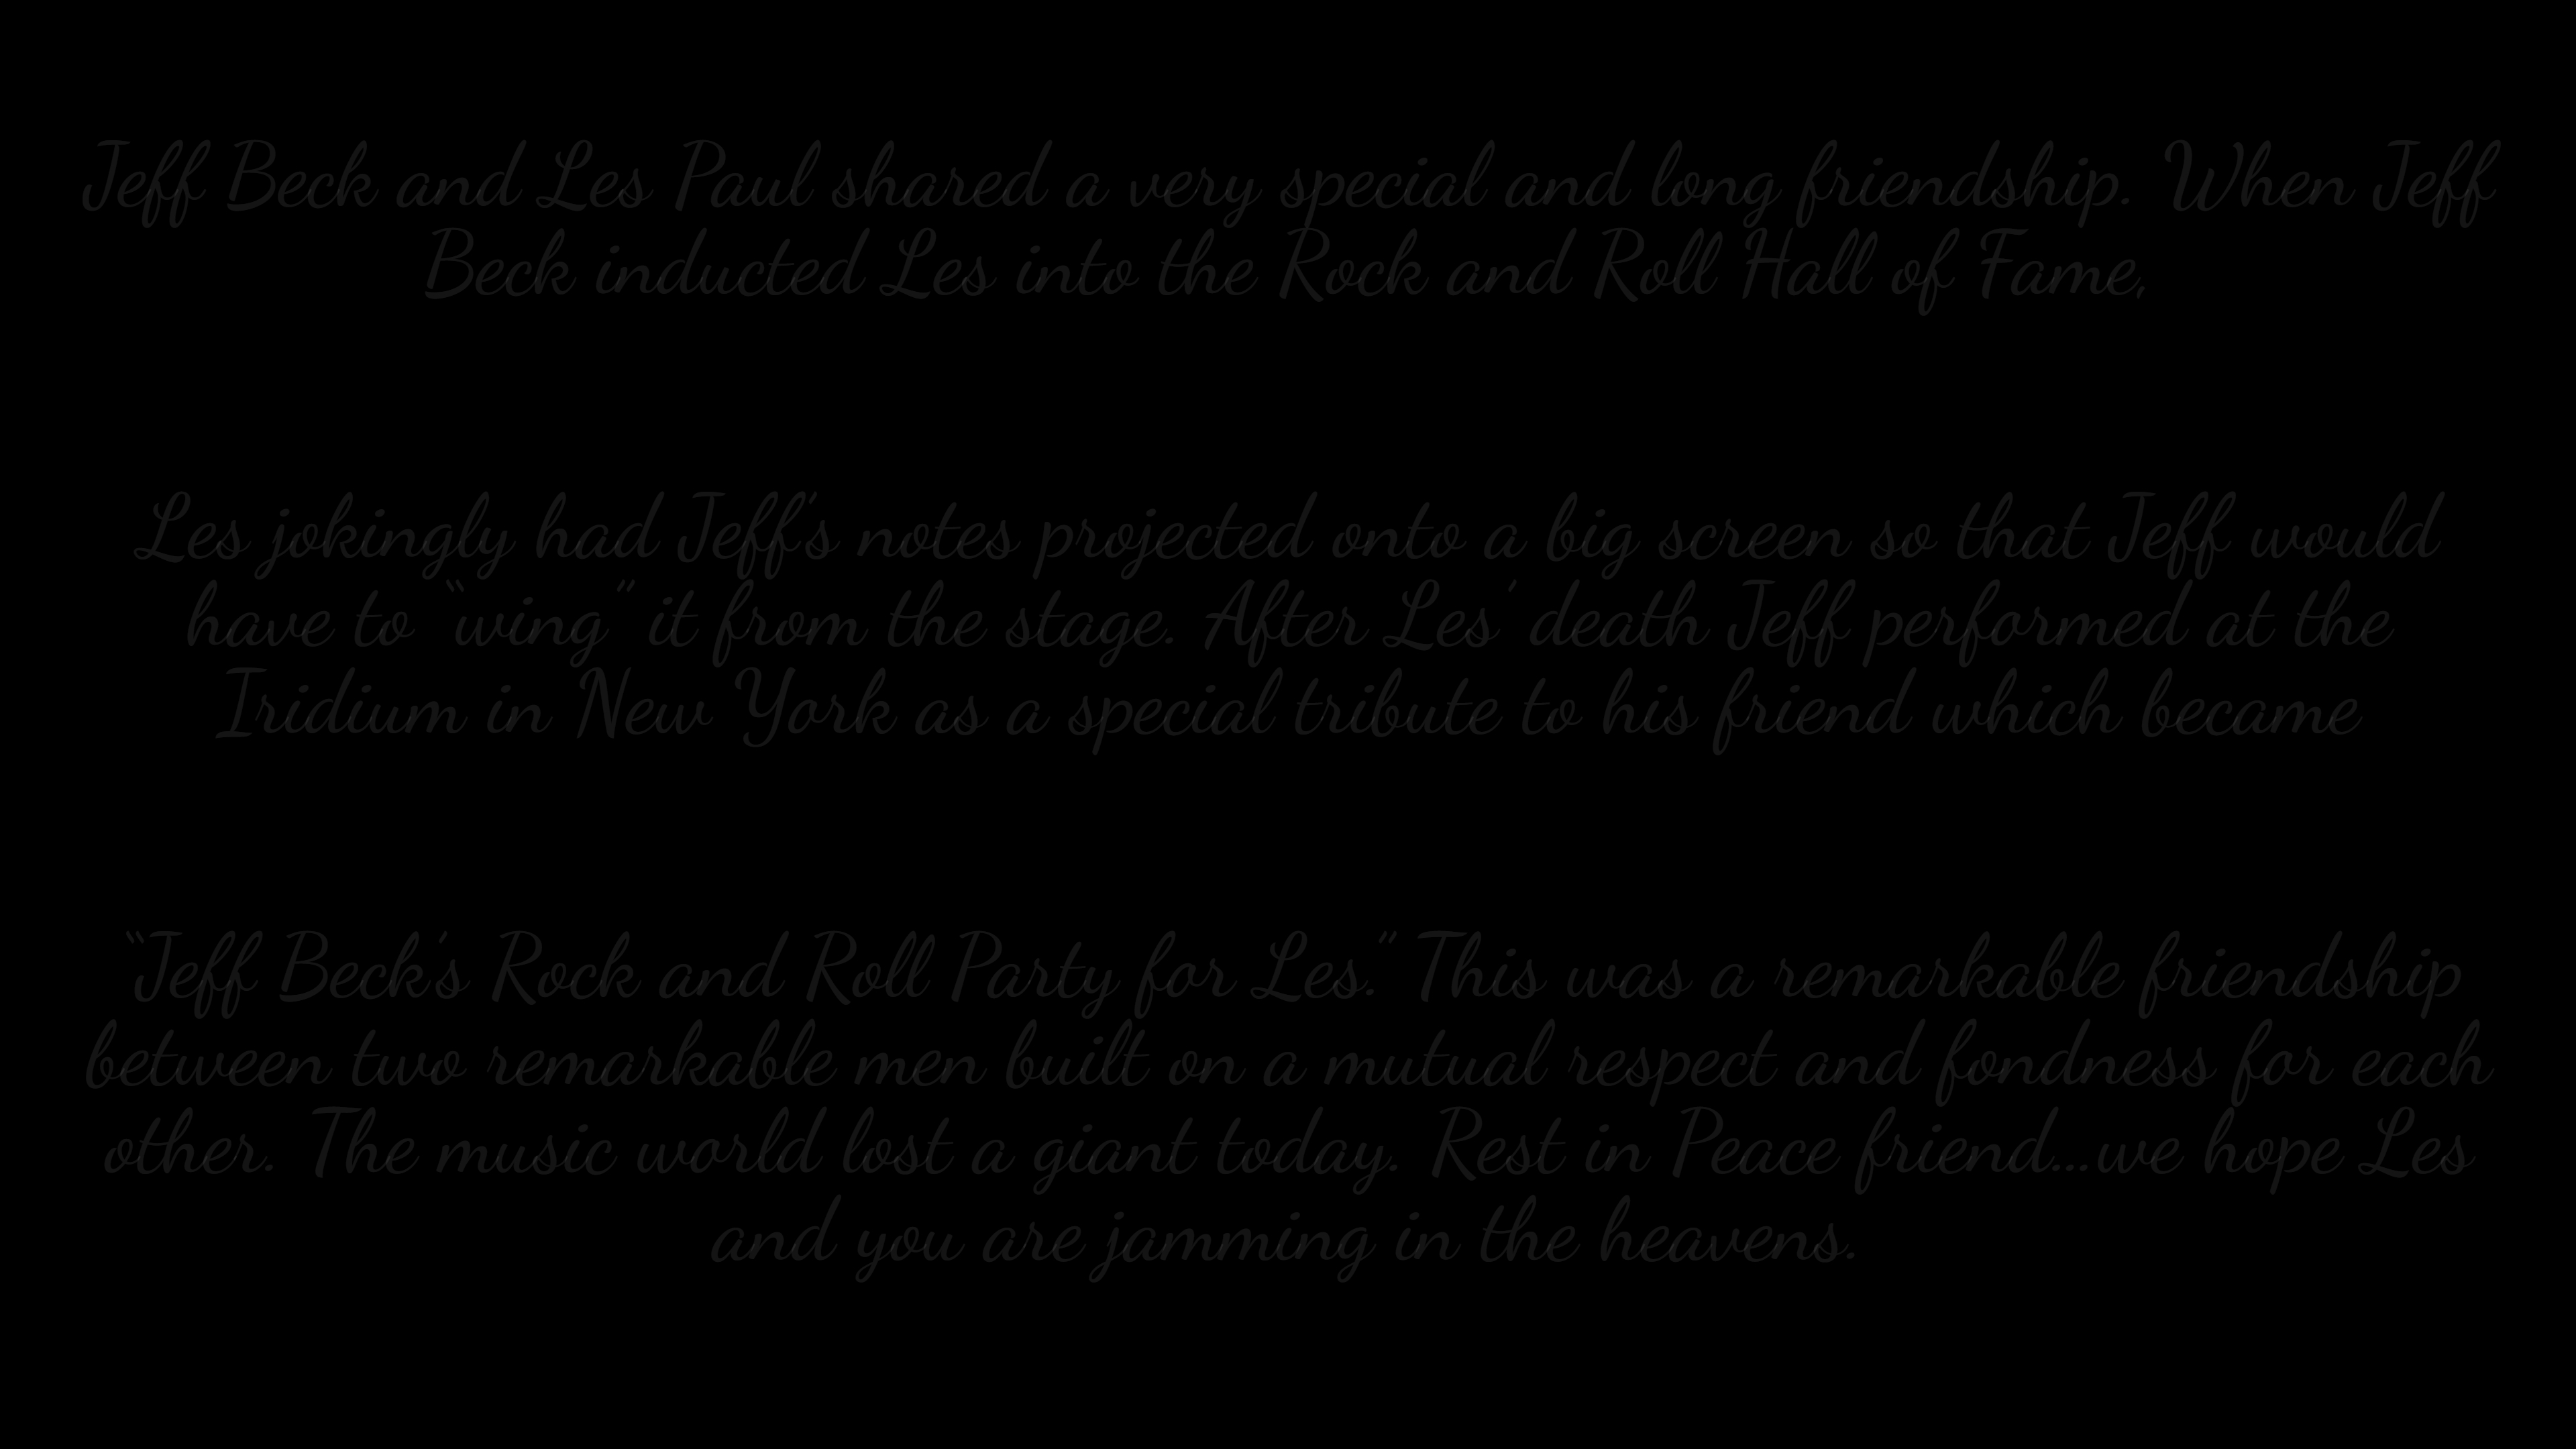 Jeff Beck and Les Paul shared a very special and long friendship. When Jeff
Beck inducted Les into the Rock and Roll Hall of Fame,
Les jokingly had Jeff’s notes projected onto a big screen so that Jeff would
have to “wing” it from the stage. After Les’ death Jeff performed at the
Iridium in New York as a special tribute to his friend which became
“Jeff Beck’s Rock and Roll Party for Les.” This was a remarkable friendship
between two remarkable men built on a mutual respect and fondness for each
other. The music world lost a giant today. Rest in Peace friend…we hope Les
and you are jamming in the heavens.